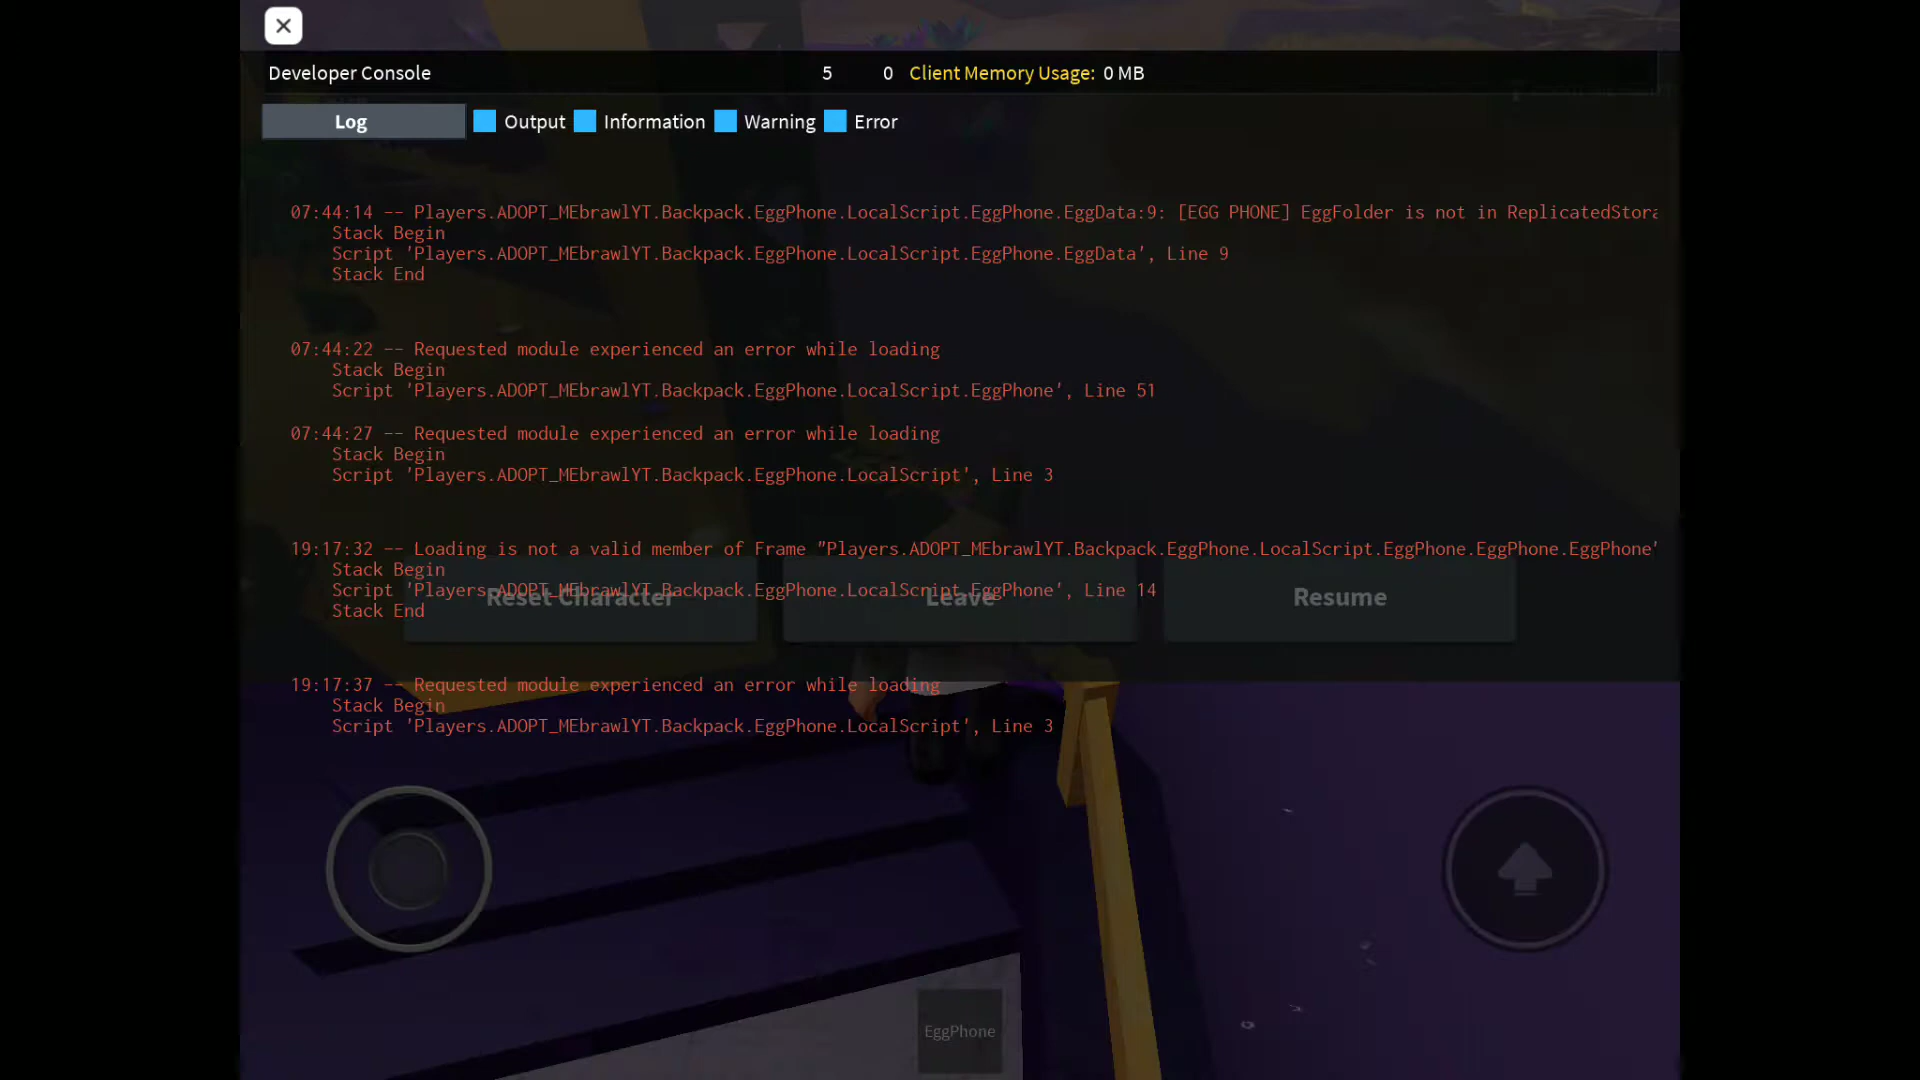 Developer Console 5 0 Client Memory Usage: 0 MB
Log Output Information Warning Error
07:44:14 -- Players.ADOPT_MEbrawlYT.Backpack.EggPhone.LocalScript.EggPhone.EggData:9: [EGG PHONE] EggFolder is not in ReplicatedStora
Stack Begin
Script 'Players.ADOPT_MEbrawlYT.Backpack.EggPhone.LocalScript.EggPhone.EggData', Line 9
Stack End
07:44:22 -- Requested module experienced an error while loading
Stack Begin
Script 'Players.ADOPT_MEbrawlYT.Backpack.EggPhone.LocalScript.EggPhone', Line 51
07:44:27 -- Requested module experienced an error while loading
Stack Begin
Script 'Players.ADOPT_MEbrawlYT.Backpack.EggPhone.LocalScript', Line 3
19:17:32 -- Loading is not a valid member of Frame "Players.ADOPT_MEbrawlYT.Backpack.EggPhone.LocalScript.EggPhone.EggPhone.EggPhone"
Stack Begin
Script 'Players.ADOPT_MEbrawlYT.Backpack.EggPhone.LocalScript.EggPhone', Line 14
Stack End
Reset Character Leave Resume
19:17:37 -- Requested module experienced an error while loading
Stack Begin
Script 'Players.ADOPT_MEbrawlYT.Backpack.EggPhone.LocalScript', Line 3
EggPhone